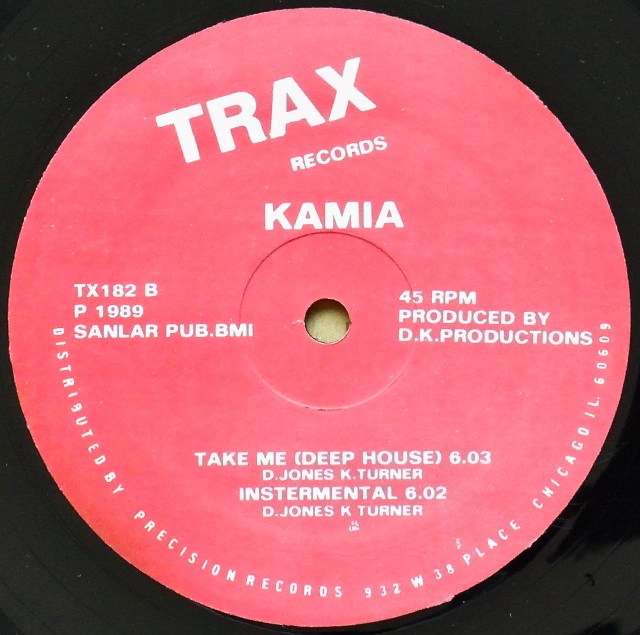 TRAX
RECORDS
KAMIA
TX182 B
P 1989
SANLAR PUB.BMI
45 RPM
PRODUCED BY
D.K.PRODUCTIONS
TAKE ME (DEEP HOUSE) 6.03
D.JONES K.TURNER
INSTERMENTAL 6.02
D.JONES K TURNER
DISTRIBUTED BY PRECISION RECORDS 932 W 38 PLACE CHICAGO IL. 60609